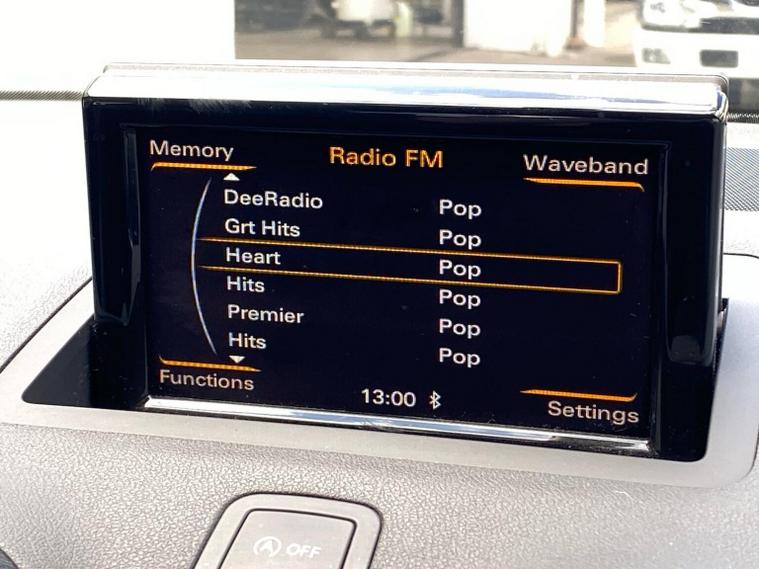 Memory Radio FM Waveband
DeeRadio Pop
Grt Hits Pop
Heart Pop
Hits Pop
Premier Pop
Hits Pop
Functions 13:00 Settings
A OFF